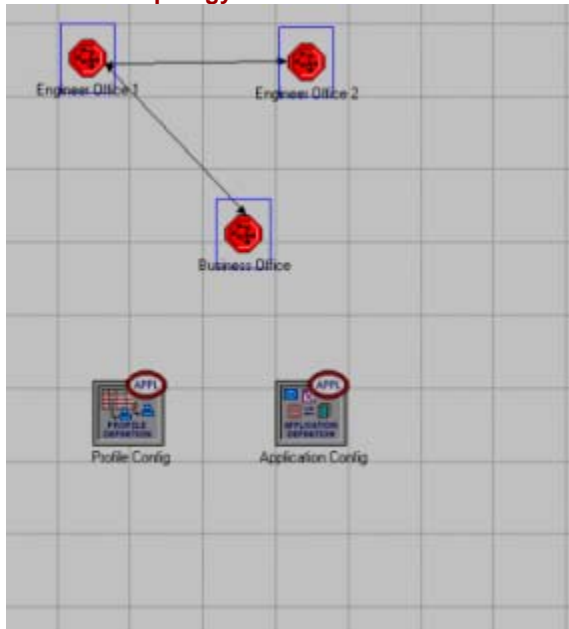 Engineer Office 1
Engineer Office 2
Business Office
APPL
PROFILE
DEFINITION
Profile Config
APPL
APPLICATION
DEFINITION
Application Config